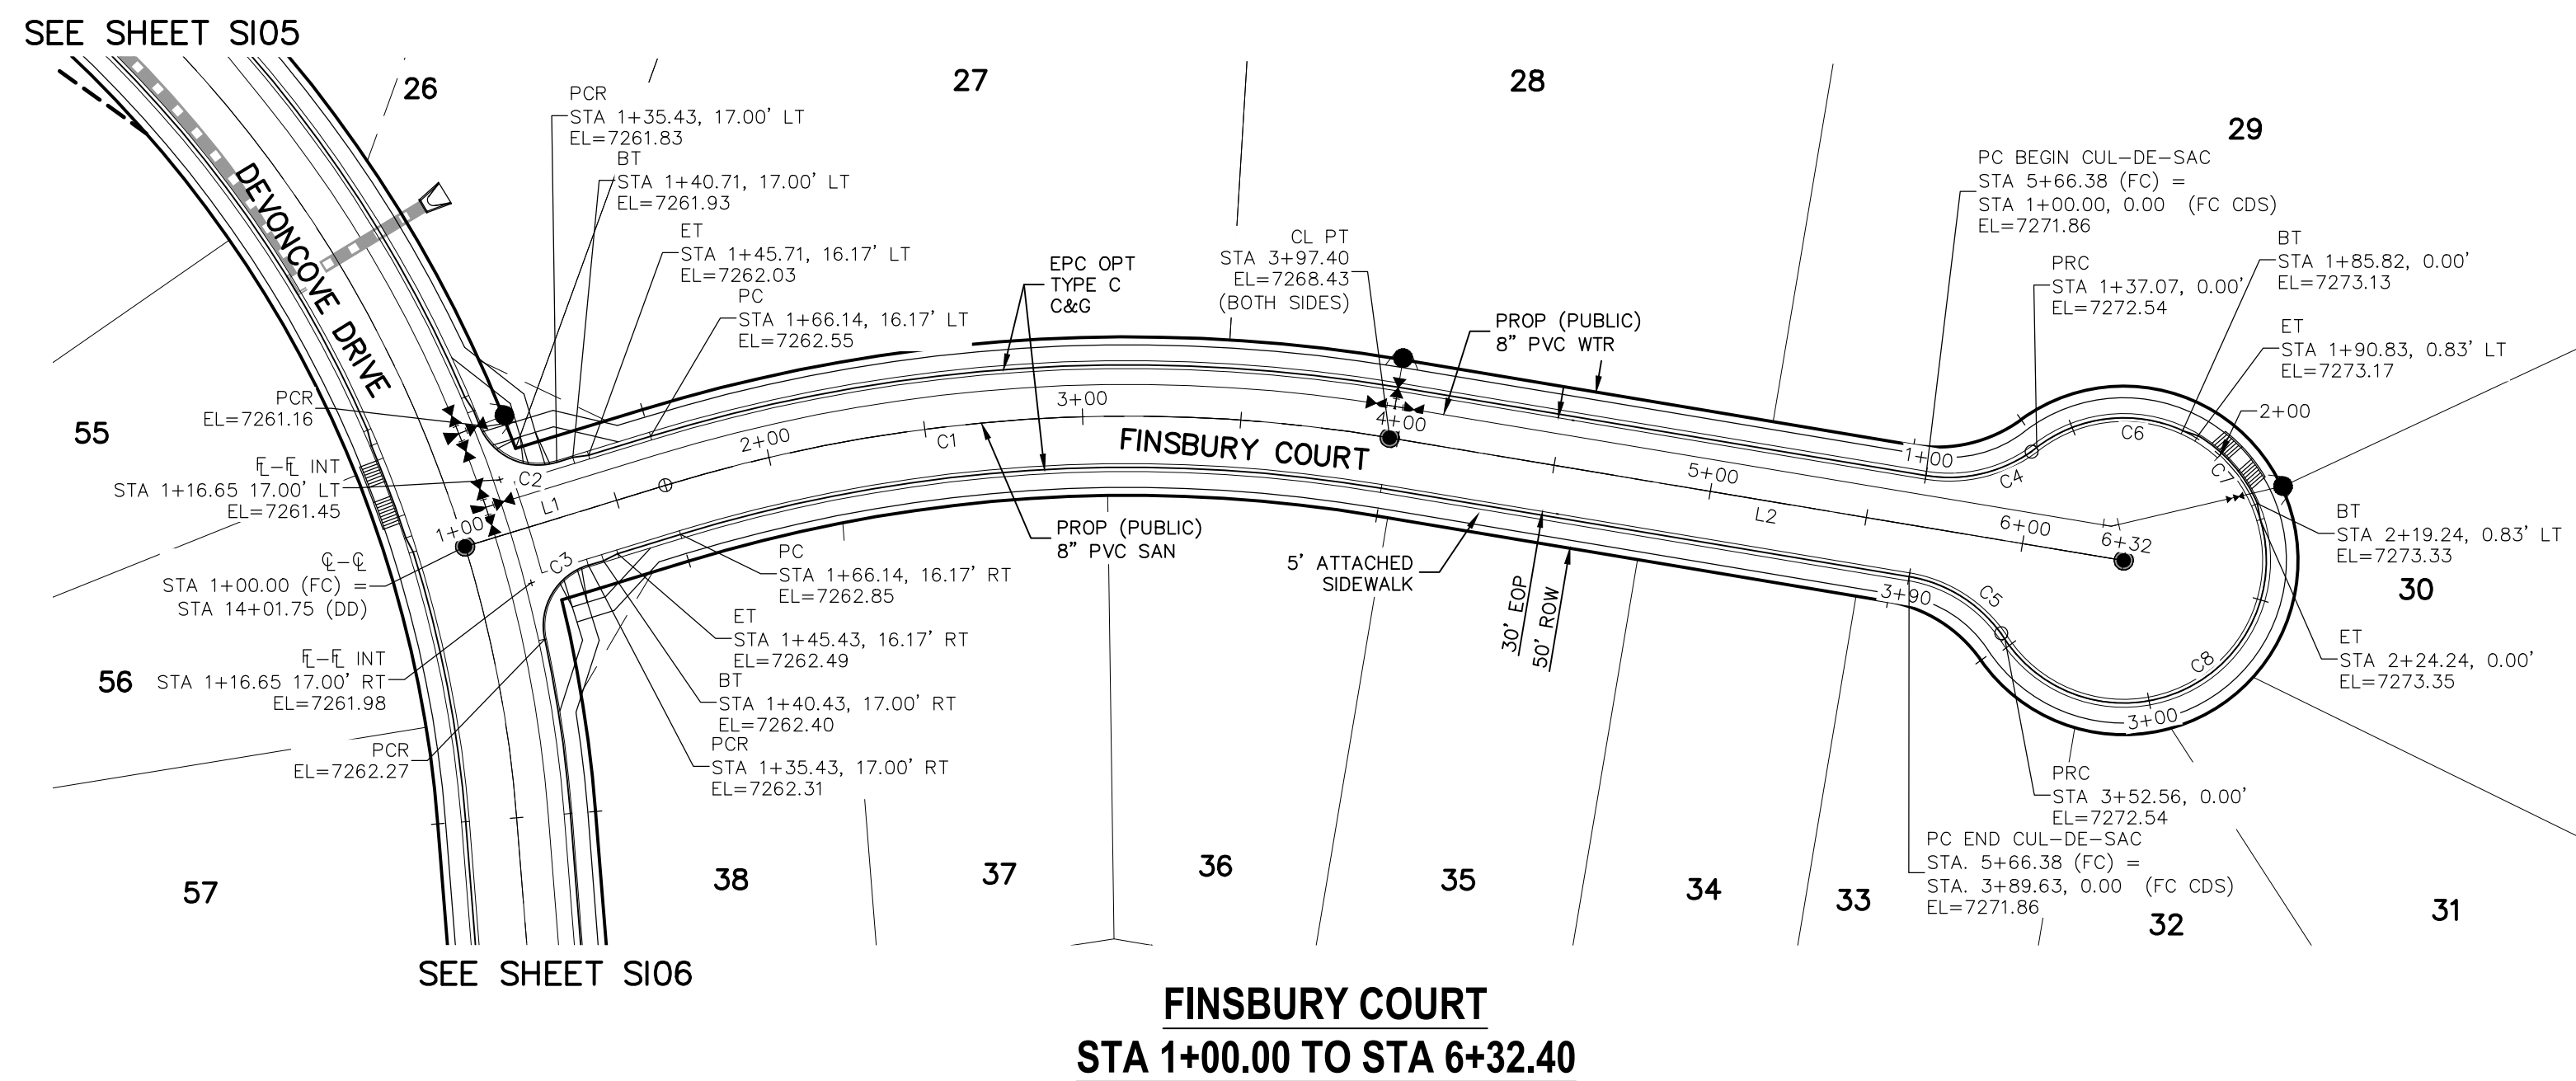 SEE SHEET SI05
26
27
28
29
PCR
STA 1+35.43, 17.00' LT
EL=7261.83
BT
STA 1+40.71, 17.00' LT
EL=7261.93
ET
STA 1+45.71, 16.17' LT
EL=7262.03
PC
STA 1+66.14, 16.17' LT
EL=7262.55
EPC OPT
TYPE C
C&G
CL PT
STA 3+97.40
EL=7268.43
(BOTH SIDES)
PROP (PUBLIC)
8" PVC WTR
PC BEGIN CUL-DE-SAC
STA 5+66.38 (FC) =
STA 1+00.00, 0.00 (FC CDS)
EL=7271.86
PRC
STA 1+37.07, 0.00'
EL=7272.54
BT
STA 1+85.82, 0.00'
EL=7273.13
ET
STA 1+90.83, 0.83' LT
EL=7273.17
2+00
DEVONCOVE DRIVE
PCR
EL=7261.16
55
FL-FL INT
STA 1+16.65 17.00' LT
EL=7261.45
CL-CL
STA 1+00.00 (FC) =
STA 14+01.75 (DD)
56
FL-FL INT
STA 1+16.65 17.00' RT
EL=7261.98
PCR
EL=7262.27
57
1+00
L1
C2
C3
2+00
C1
3+00
FINSBURY COURT
4+00
5+00
L2
6+00
6+32
1+00
C4
C6
C7
C5
C8
3+90
3+00
BT
STA 2+19.24, 0.83' LT
EL=7273.33
30
ET
STA 2+24.24, 0.00'
EL=7273.35
PROP (PUBLIC)
8" PVC SAN
5' ATTACHED
SIDEWALK
30' EOP
50' ROW
PC
STA 1+66.14, 16.17' RT
EL=7262.85
ET
STA 1+45.43, 16.17' RT
EL=7262.49
BT
STA 1+40.43, 17.00' RT
EL=7262.40
PCR
STA 1+35.43, 17.00' RT
EL=7262.31
PRC
STA 3+52.56, 0.00'
EL=7272.54
PC END CUL-DE-SAC
STA. 5+66.38 (FC) =
STA. 3+89.63, 0.00 (FC CDS)
EL=7271.86
38
37
36
35
34
33
32
31
SEE SHEET SI06
FINSBURY COURT
STA 1+00.00 TO STA 6+32.40